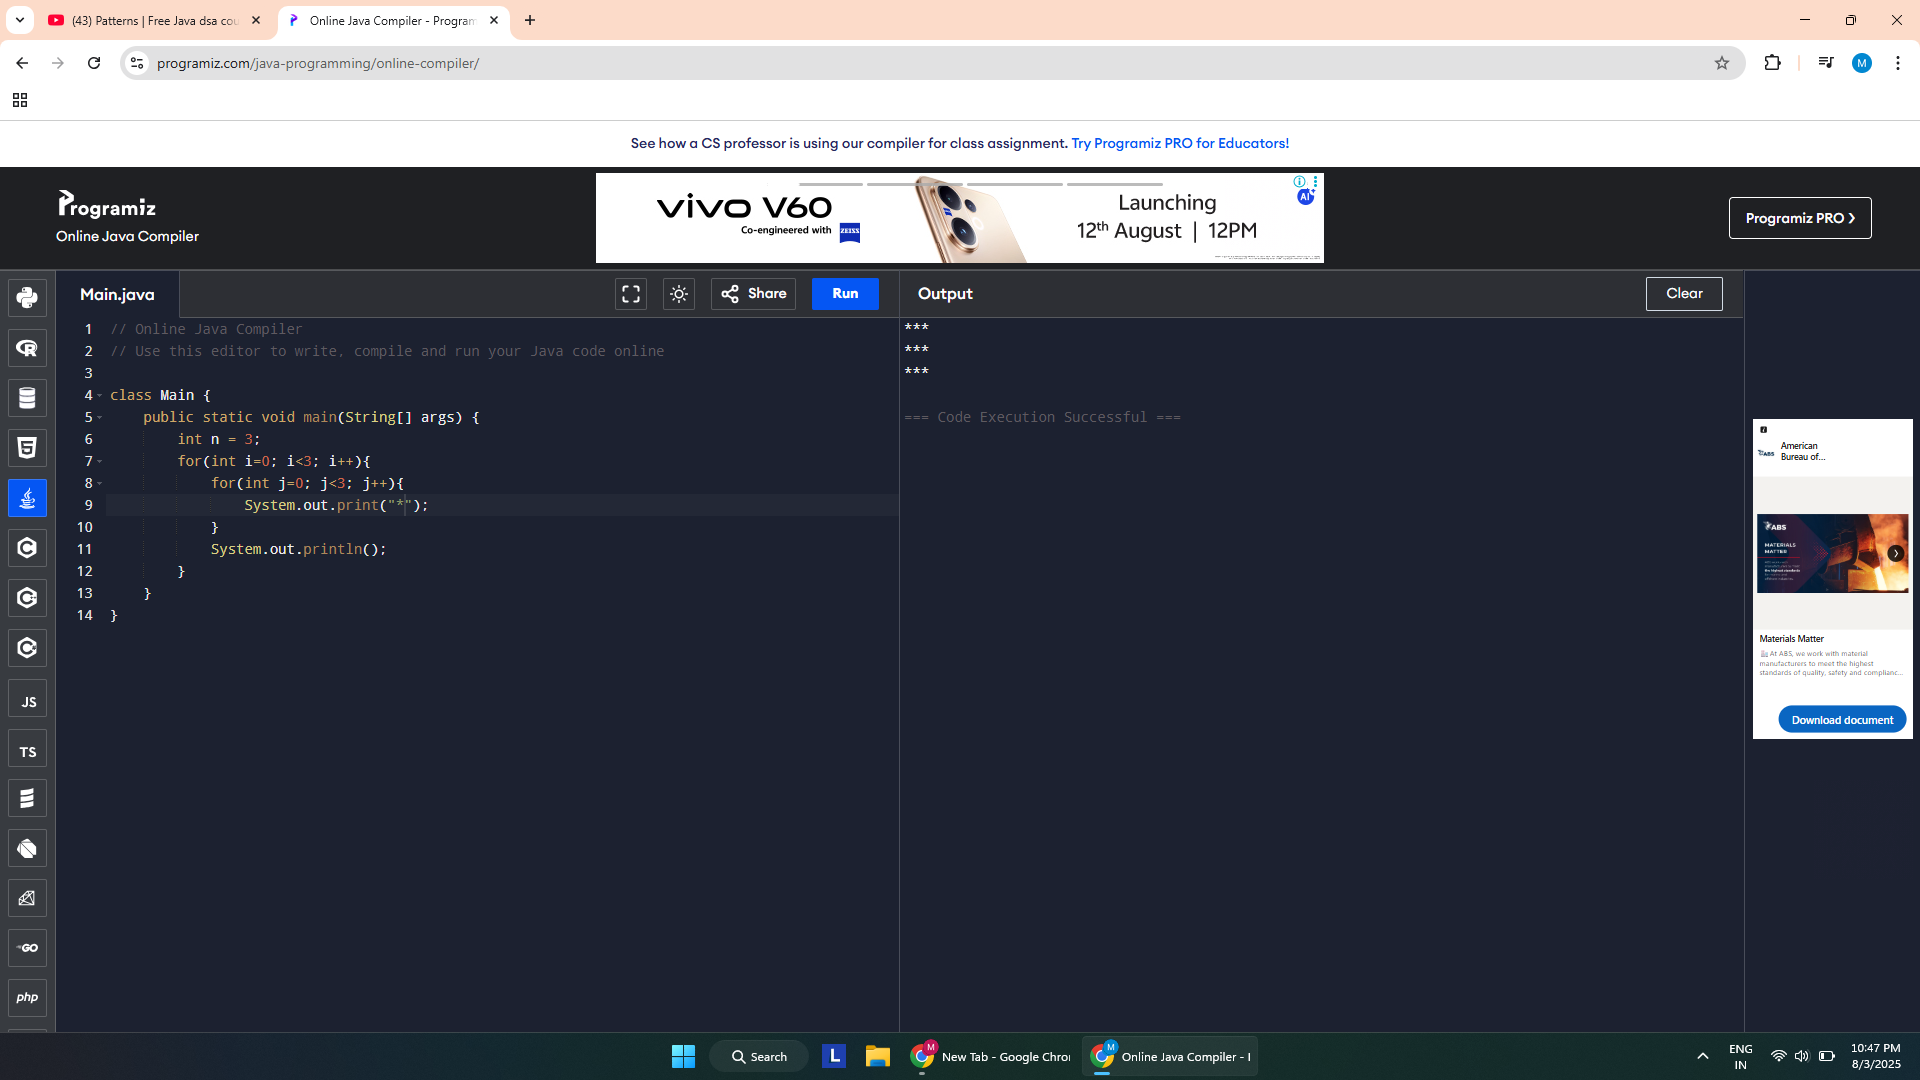 (43) Patterns | Free Java dsa cou
Online Java Compiler - Program
programiz.com/java-programming/online-compiler/
M
See how a CS professor is using our compiler for class assignment. Try Programiz PRO for Educators!
Programiz
Online Java Compiler
vivo V60
Co-engineered with ZEISS
Launching
12th August | 12PM
AI
Programiz PRO ❯
Main.java
Share
Run
Output
Clear
1 // Online Java Compiler
2 // Use this editor to write, compile and run your Java code online
3
4 class Main {
5 public static void main(String[] args) {
6 int n = 3;
7 for(int i=0; i<3; i++){
8 for(int j=0; j<3; j++){
9 System.out.print("*");
10 }
11 System.out.println();
12 }
13 }
14 }
***
***
***
=== Code Execution Successful ===
JS
TS
GO
php
American
Bureau of...
ABS
ABS
MATERIALS
MATTER
Materials Matter
At ABS, we work with material
manufacturers to meet the highest
standards of quality, safety and complianc...
Download document
Search
L
M
New Tab - Google Chro
M
Online Java Compiler - I
ENG
IN
10:47 PM
8/3/2025